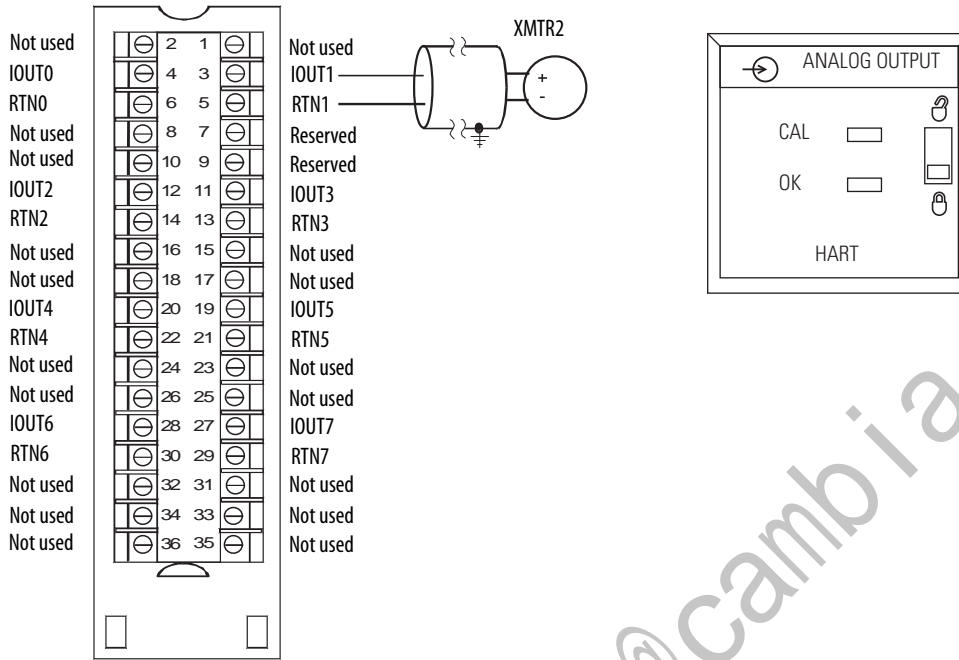 XMTR2
Not used 2 1 Not used
IOUT0 4 3 IOUT1
RTN0 6 5 RTN1
Not used 8 7 Reserved
Not used 10 9 Reserved
IOUT2 12 11 IOUT3
RTN2 14 13 RTN3
Not used 16 15 Not used
Not used 18 17 Not used
IOUT4 20 19 IOUT5
RTN4 22 21 RTN5
Not used 24 23 Not used
Not used 26 25 Not used
IOUT6 28 27 IOUT7
RTN6 30 29 RTN7
Not used 32 31 Not used
Not used 34 33 Not used
Not used 36 35 Not used
+
-
ANALOG OUTPUT
CAL
OK
HART
@cambia